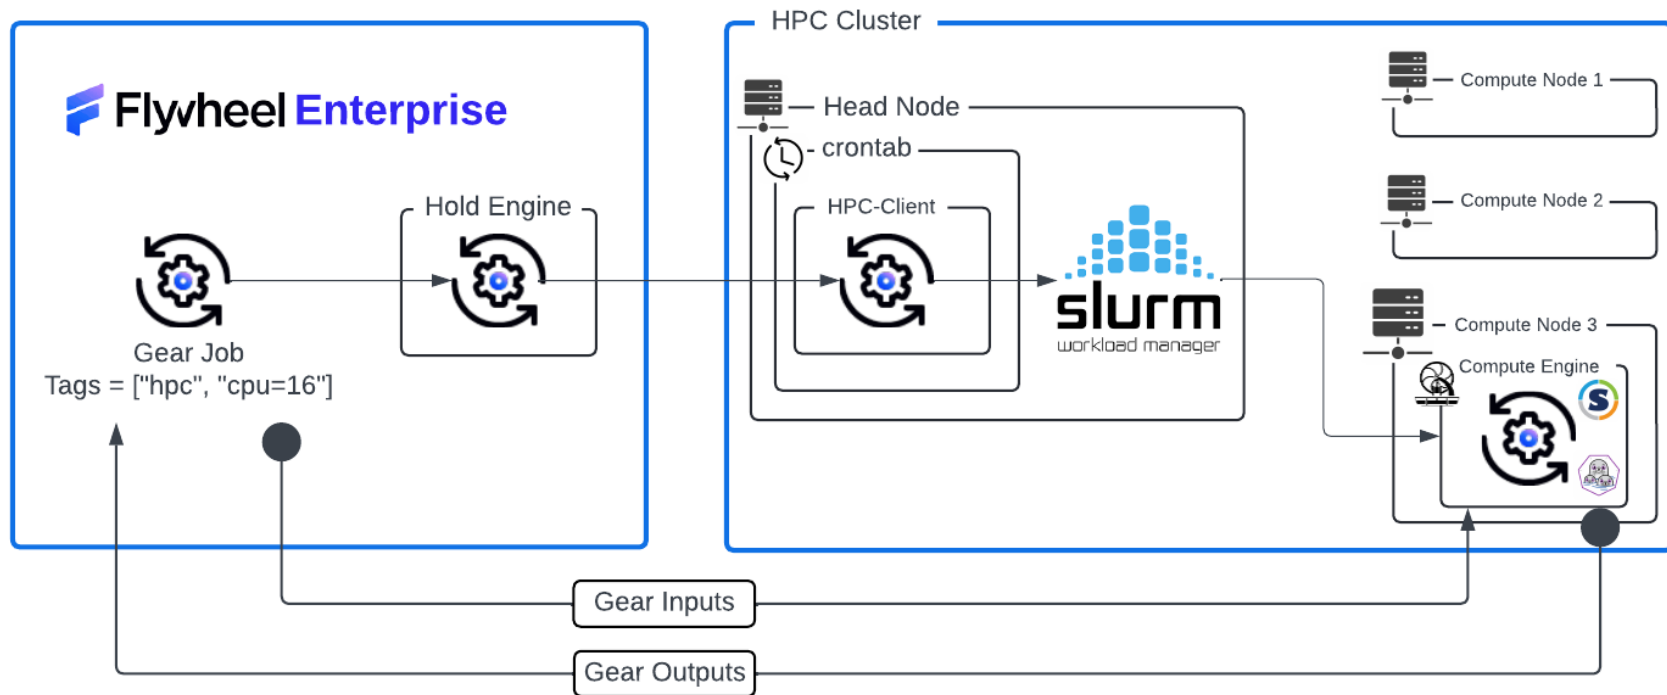 HPC Cluster
Flywheel Enterprise
Head Node
crontab
Hold Engine
HPC-Client
Gear Job
Tags = ["hpc", "cpu=16"]
slurm
workload manager
Compute Node 1
Compute Node 2
Compute Node 3
Compute Engine
S
Gear Inputs
Gear Outputs